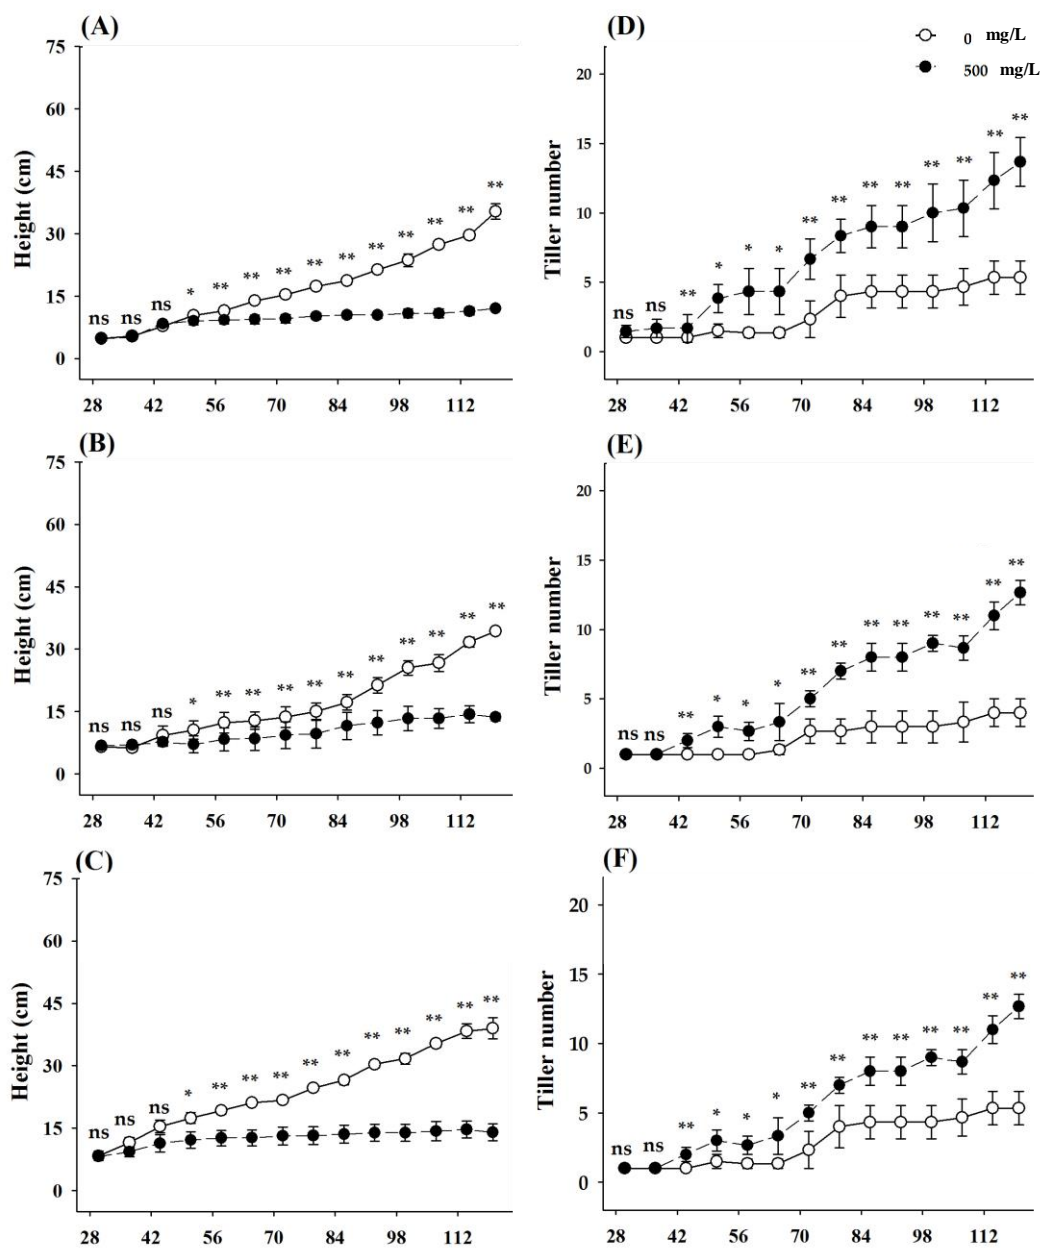 (A)
75
60
45
30
15
0
Height (cm)
ns ns ns * ** ** ** ** ** ** ** ** ** **
28 42 56 70 84 98 112
(D)
0 mg/L
500 mg/L
20
15
10
5
0
Tiller number
ns ns ** * * * ** ** ** ** ** ** ** **
28 42 56 70 84 98 112
(B)
75
60
45
30
15
0
Height (cm)
ns ns ns * ** ** ** ** ** ** ** ** ** **
28 42 56 70 84 98 112
(E)
20
15
10
5
0
Tiller number
ns ns ** * * * ** ** ** ** ** ** ** **
28 42 56 70 84 98 112
(C)
75
60
45
30
15
0
Height (cm)
ns ns ns * ** ** ** ** ** ** ** ** ** **
28 42 56 70 84 98 112
(F)
20
15
10
5
0
Tiller number
ns ns ** * * * ** ** ** ** ** ** ** **
28 42 56 70 84 98 112